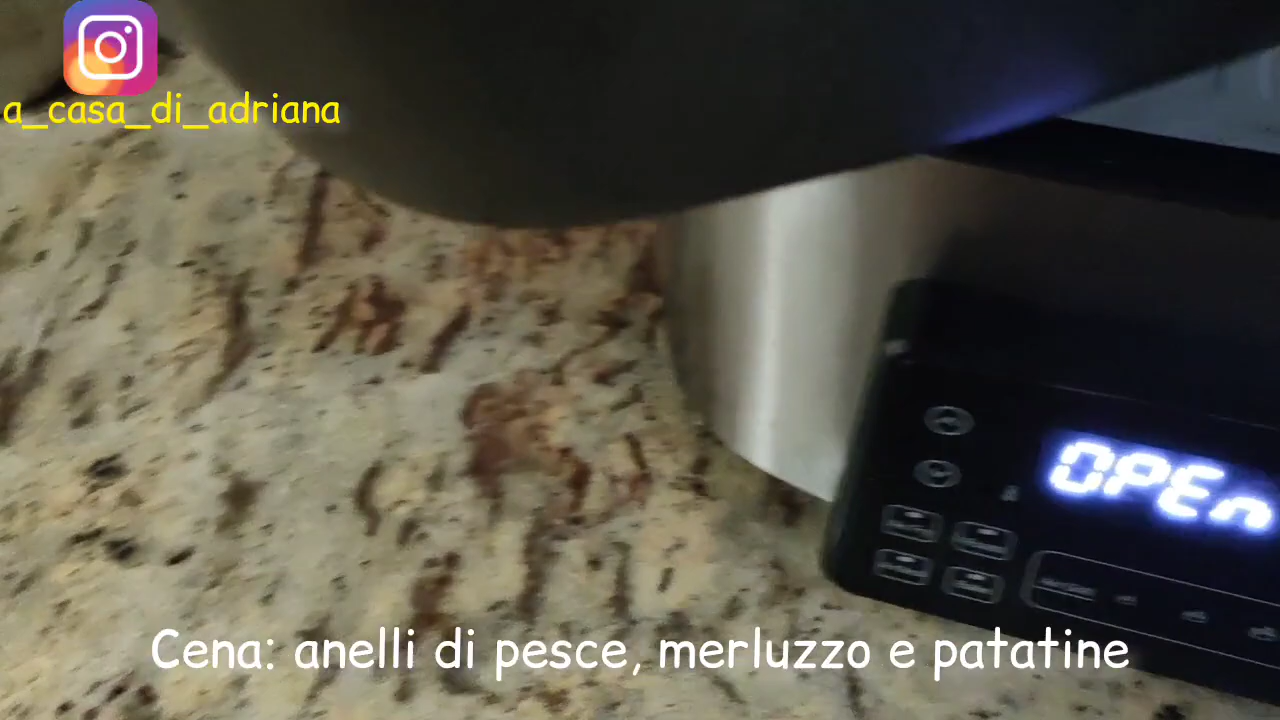 a_casa_di_adriana
OPEn
Cena: anelli di pesce, merluzzo e patatine